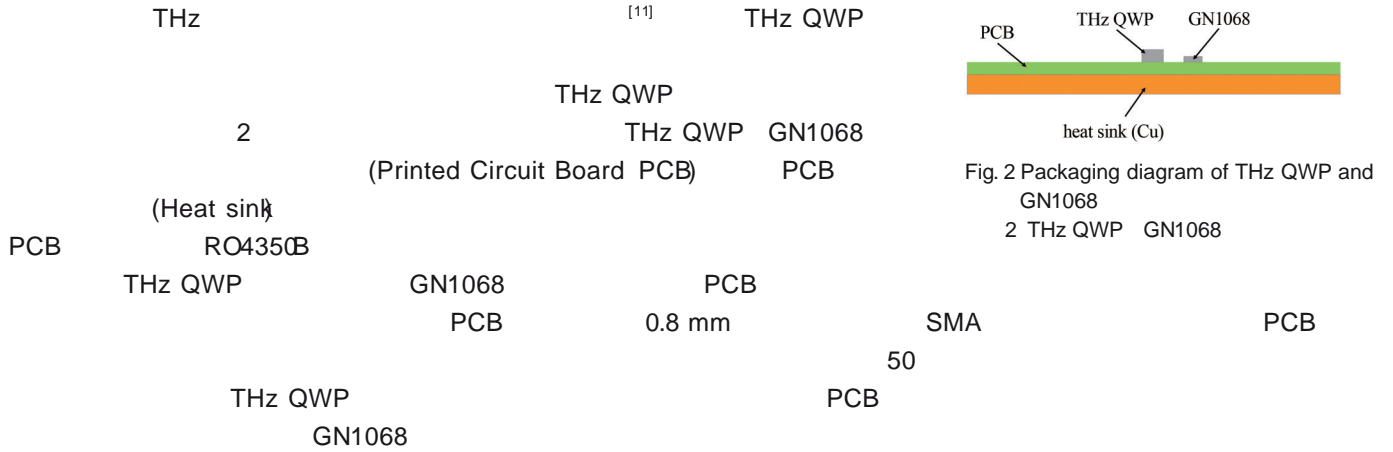 THz [11] THz QWP
THz QWP
2 THz QWP GN1068
(Printed Circuit Board PCB) PCB
(Heat sink)
PCB RO4350B
THz QWP GN1068 PCB
PCB 0.8 mm SMA PCB
50
THz QWP PCB
GN1068
PCB THz QWP GN1068
heat sink (Cu)
Fig. 2 Packaging diagram of THz QWP and
GN1068
2 THz QWP GN1068